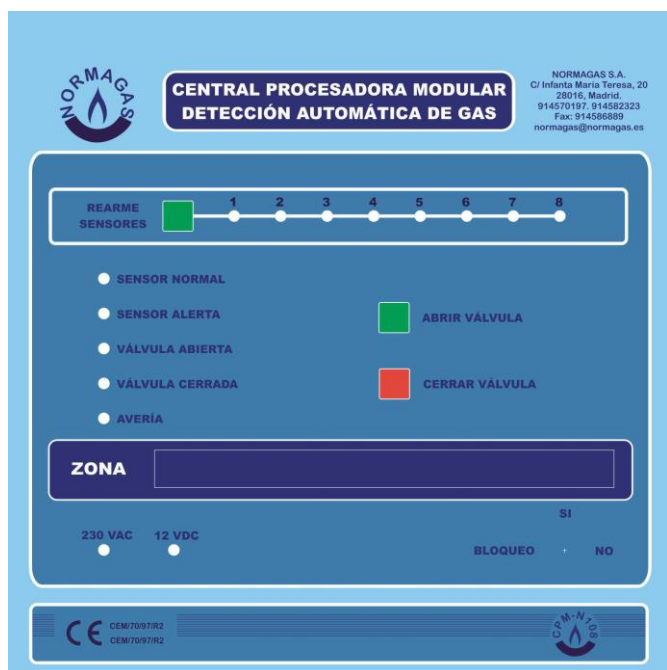 NORMAGAS
CENTRAL PROCESADORA MODULAR
DETECCIÓN AUTOMÁTICA DE GAS
NORMAGAS S.A.
C/ Infanta María Teresa, 20
28016, Madrid.
914570197. 914582323
Fax: 914586889
normagas@normagas.es
REARME
SENSORES
1 2 3 4 5 6 7 8
SENSOR NORMAL
SENSOR ALERTA
VÁLVULA ABIERTA
VÁLVULA CERRADA
AVERÍA
ABRIR VÁLVULA
CERRAR VÁLVULA
ZONA
230 VAC 12 VDC
SI
BLOQUEO NO
CE
CEM/70/97/R2
CEM/70/97/R2
CPM-N108